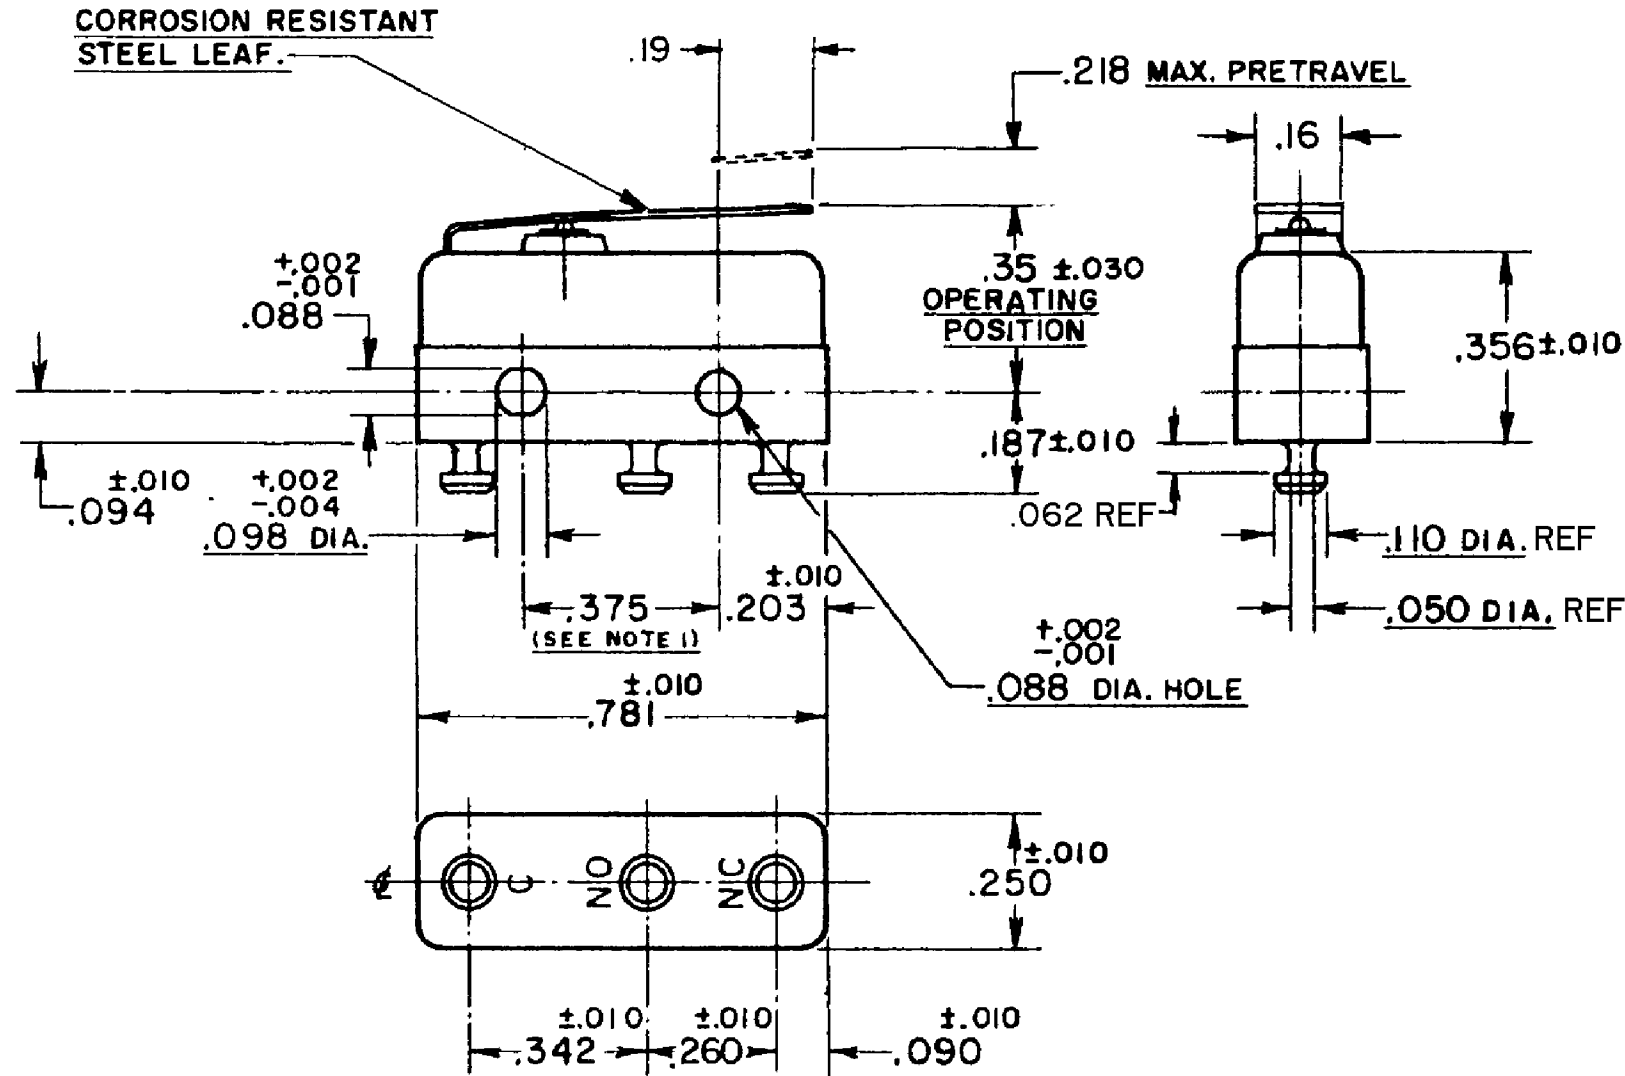 CORROSION RESISTANT
STEEL LEAF.
.19
.218 MAX. PRETRAVEL
.16
+.002
-.001
.088
.35 ±.030
OPERATING
POSITION
.356±.010
.187±.010
±.010
.094
+.002
-.004
.098 DIA.
.062 REF
.110 DIA. REF
.375
(SEE NOTE 1)
±.010
.203
.050 DIA. REF
+.002
-.001
.088 DIA. HOLE
±.010
.781
C
NO
NC
±.010
.250
±.010
.342
±.010
.260
±.010
.090